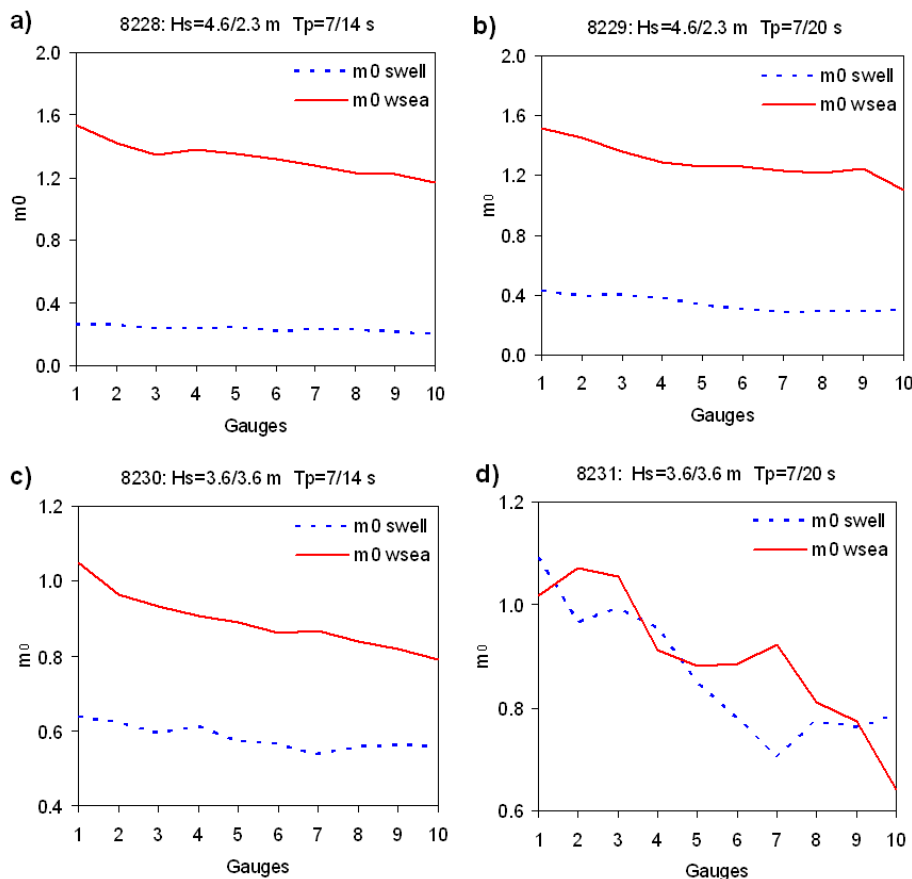 a)
8228: Hs=4.6/2.3 m Tp=7/14 s
2.0
1.6
1.2
0.8
0.4
0.0
m0
m0 swell
m0 wsea
1 2 3 4 5 6 7 8 9 10
Gauges
b)
8229: Hs=4.6/2.3 m Tp=7/20 s
2.0
1.6
1.2
0.8
0.4
0.0
m0
m0 swell
m0 wsea
1 2 3 4 5 6 7 8 9 10
Gauges
c)
8230: Hs=3.6/3.6 m Tp=7/14 s
1.2
1.0
0.8
0.6
0.4
m0
m0 swell
m0 wsea
1 2 3 4 5 6 7 8 9 10
Gauges
d)
8231: Hs=3.6/3.6 m Tp=7/20 s
1.2
1.0
0.8
0.6
m0
m0 swell
m0 wsea
1 2 3 4 5 6 7 8 9 10
Gauges